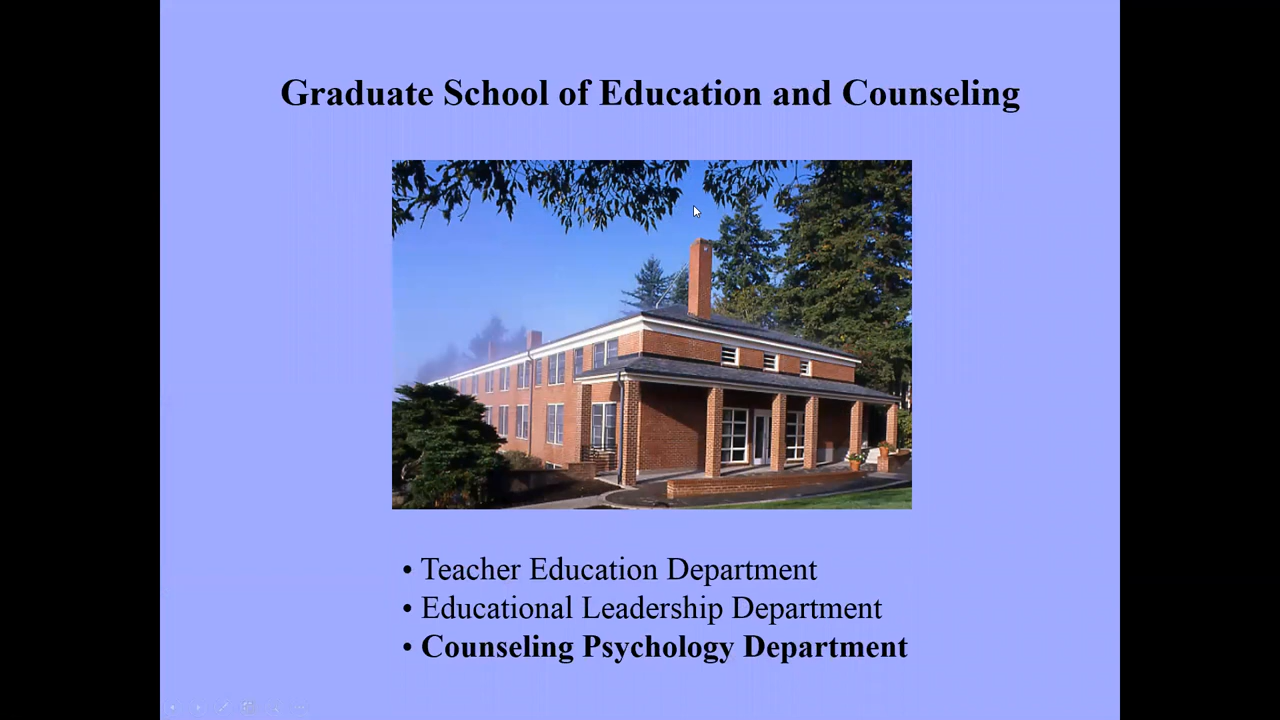 Graduate School of Education and Counseling
• Teacher Education Department
• Educational Leadership Department
• Counseling Psychology Department